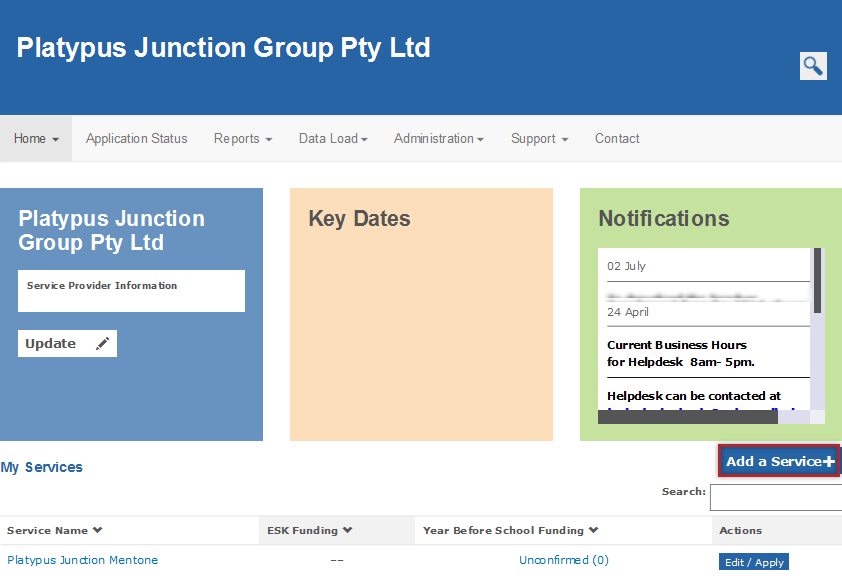 Platypus Junction Group Pty Ltd
Home Application Status Reports Data Load Administration Support Contact
Platypus Junction
Group Pty Ltd
Service Provider Information
Update
Key Dates
Notifications
02 July
24 April
Current Business Hours
for Helpdesk 8am- 5pm.
Helpdesk can be contacted at
My Services
Add a Service+
Search:
Service Name ESK Funding Year Before School Funding Actions
Platypus Junction Mentone -- Unconfirmed (0) Edit / Apply